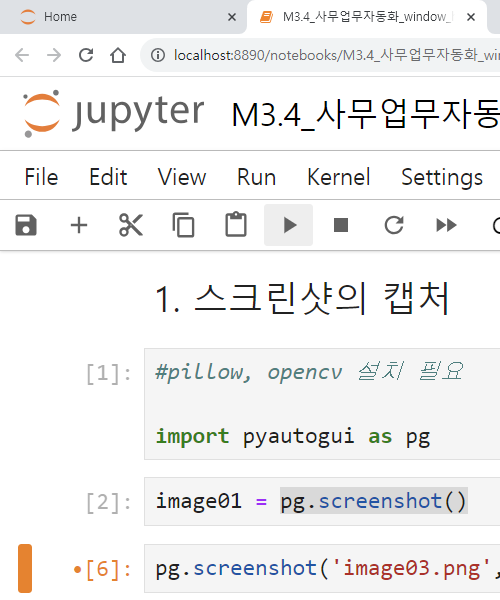 Home
M3.4_사무업무자동화_window_
localhost:8890/notebooks/M3.4_사무업무자동화_wi
jupyter M3.4_사무업무자동
File Edit View Run Kernel Settings
1. 스크린샷의 캡처
[1]: #pillow, opencv 설치 필요
import pyautogui as pg
[2]: image01 = pg.screenshot()
•[6]: pg.screenshot('image03.png',